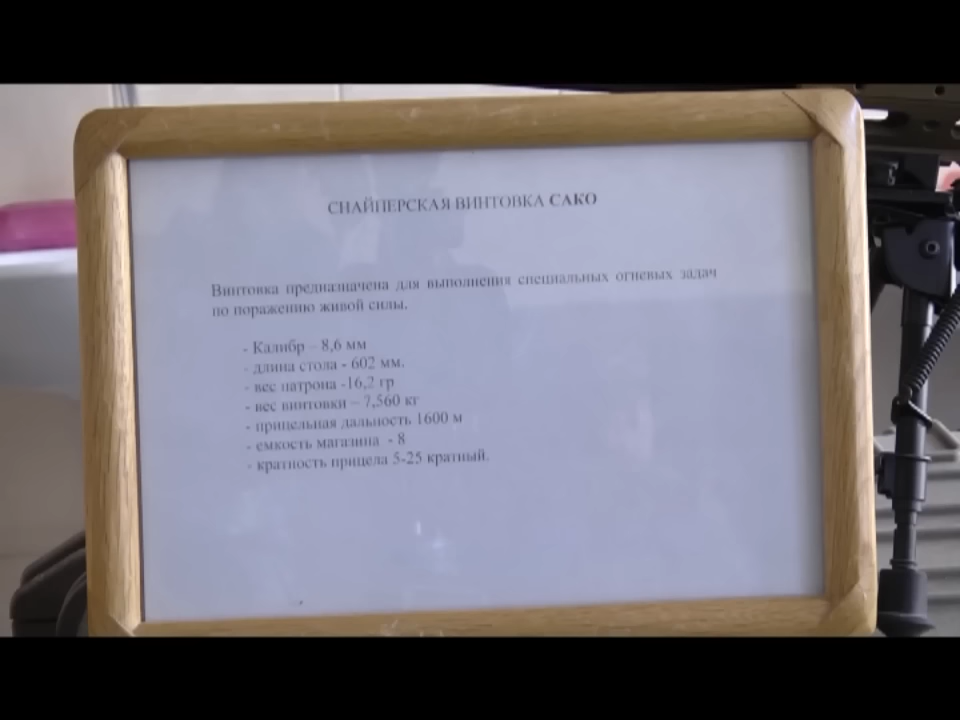 СНАЙПЕРСКАЯ ВИНТОВКА САКО
Винтовка предназначена для выполнения специальных огневых задач
по поражению живой силы.
- Калибр – 8,6 мм
- длина стола - 602 мм.
- вес патрона -16,2 гр
- вес винтовки – 7,560 кг
- прицельная дальность 1600 м
- емкость магазина - 8
- кратность прицела 5-25 кратный.